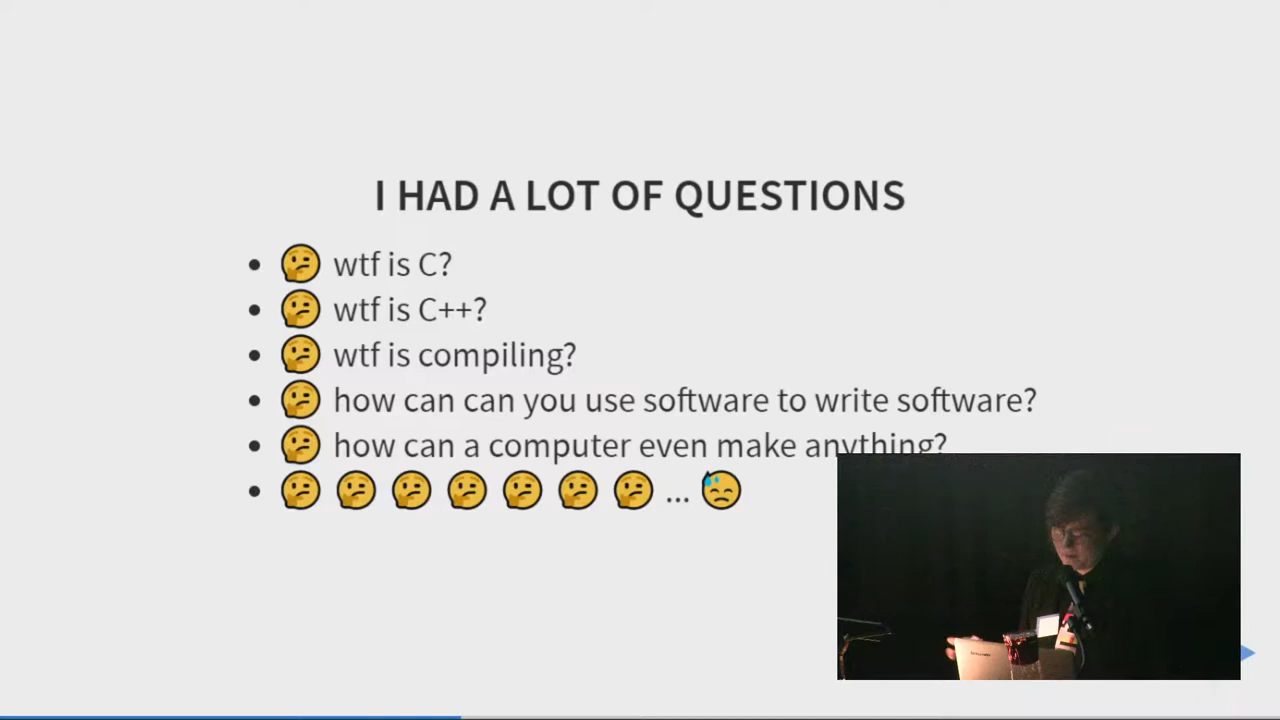 I HAD A LOT OF QUESTIONS
• 🤔 wtf is C?
• 🤔 wtf is C++?
• 🤔 wtf is compiling?
• 🤔 how can can you use software to write software?
• 🤔 how can a computer even make anything?
• 🤔 🤔 🤔 🤔 🤔 🤔 🤔 ... 😓